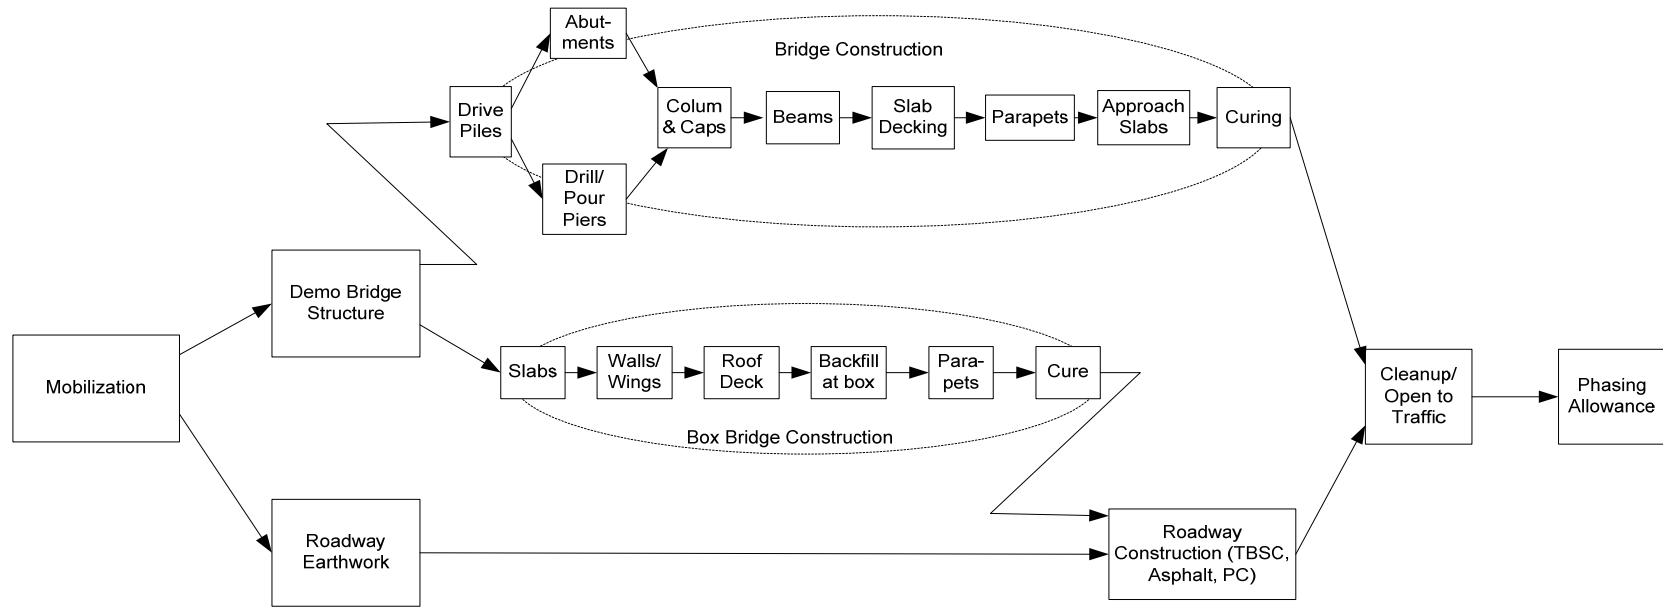 Abut-
ments
Bridge Construction
Drive
Piles
Colum
& Caps
Beams
Slab
Decking
Parapets
Approach
Slabs
Curing
Drill/
Pour
Piers
Demo Bridge
Structure
Mobilization
Slabs
Walls/
Wings
Roof
Deck
Backfill
at box
Para-
pets
Cure
Box Bridge Construction
Cleanup/
Open to
Traffic
Phasing
Allowance
Roadway
Earthwork
Roadway
Construction (TBSC,
Asphalt, PC)